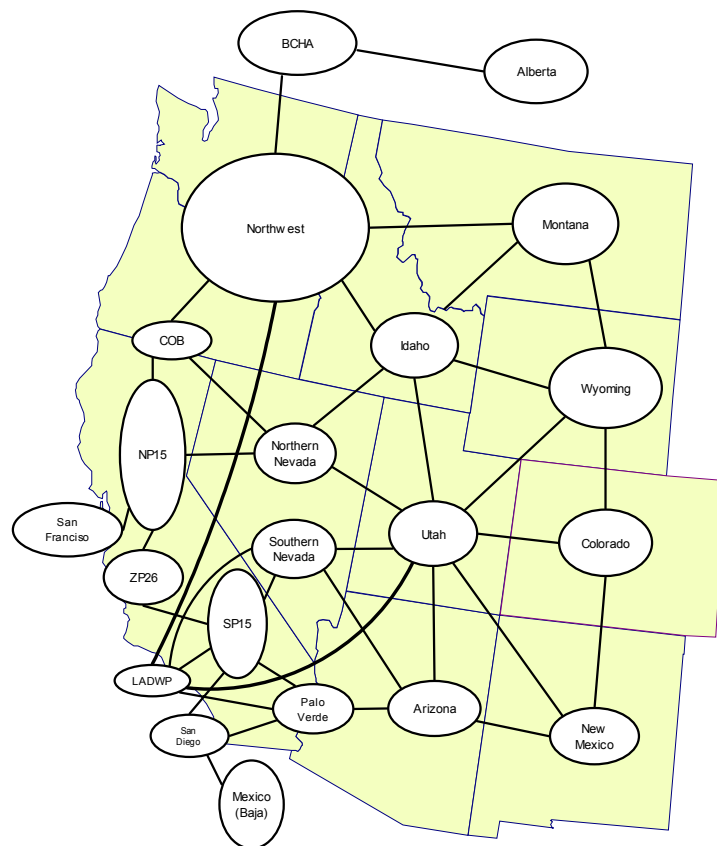 BCHA
Alberta
Northwest
Montana
COB
Idaho
Wyoming
NP15
Northern
Nevada
San
Franciso
Southern
Nevada
Utah
Colorado
ZP26
SP15
LADWP
Palo
Verde
Arizona
San
Diego
New
Mexico
Mexico
(Baja)